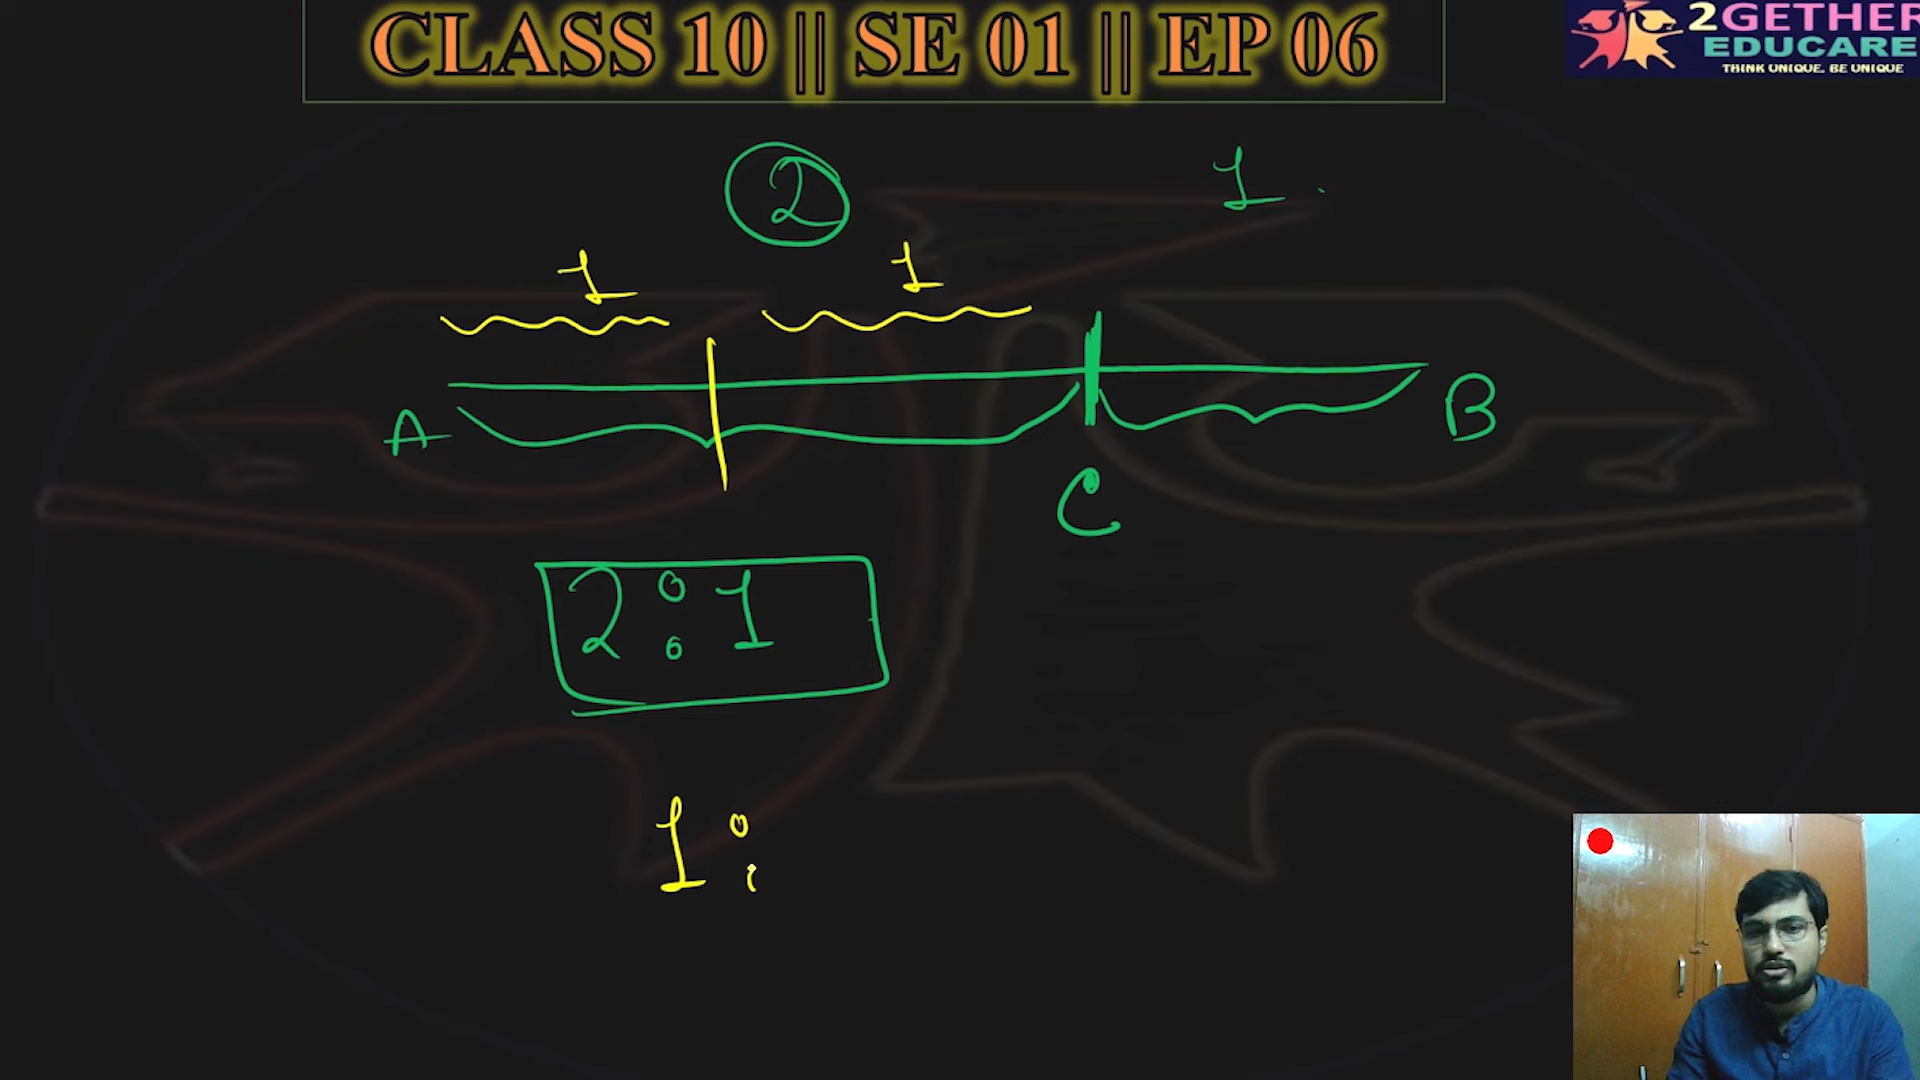 CLASS 10 || SE 01 || EP 06
2GETHER
EDUCARE
THINK UNIQUE. BE UNIQUE
2 1
1 1
A B
C
2:1
1: